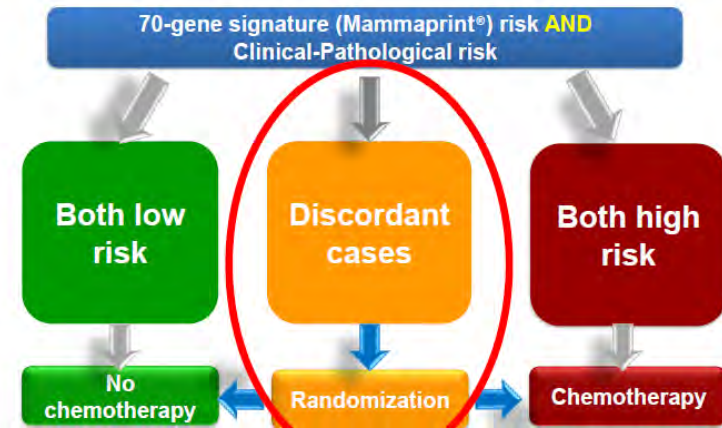 70-gene signature (Mammaprint®) risk AND
Clinical-Pathological risk
Both low
risk
Discordant
cases
Both high
risk
No
chemotherapy
Randomization
Chemotherapy